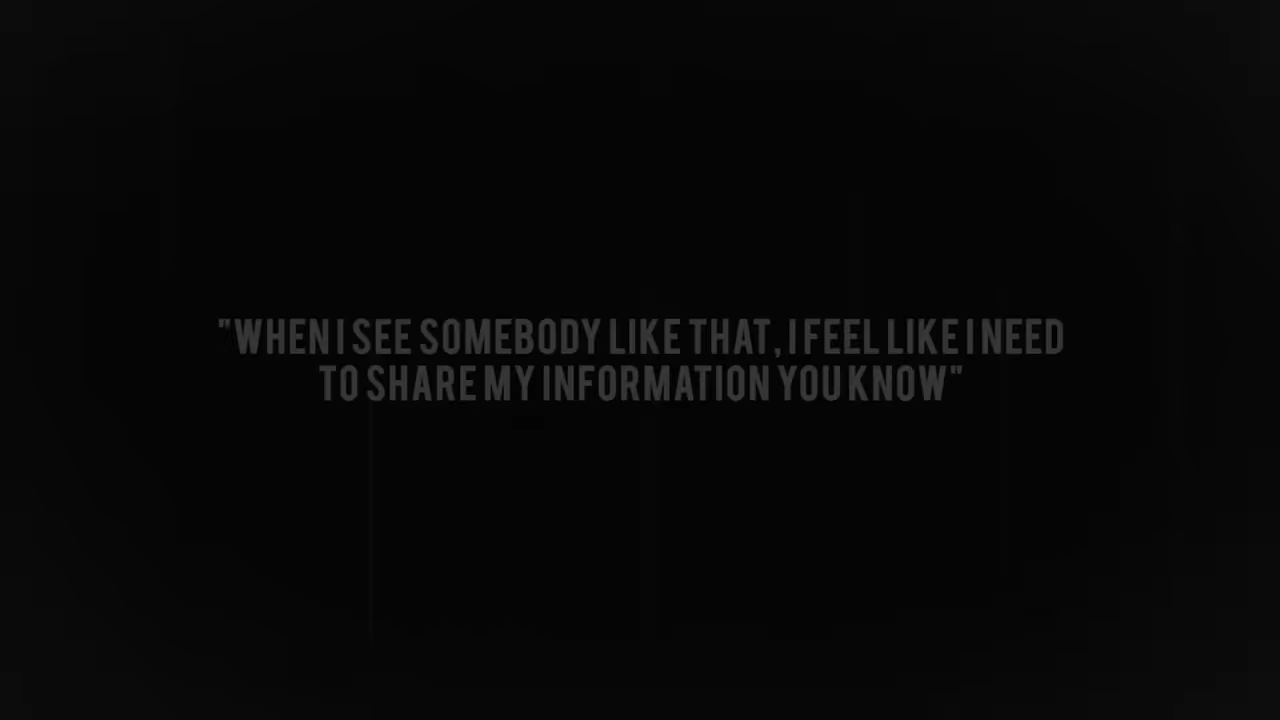 "WHEN I SEE SOMEBODY LIKE THAT, I FEEL LIKE I NEED
TO SHARE MY INFORMATION YOU KNOW"